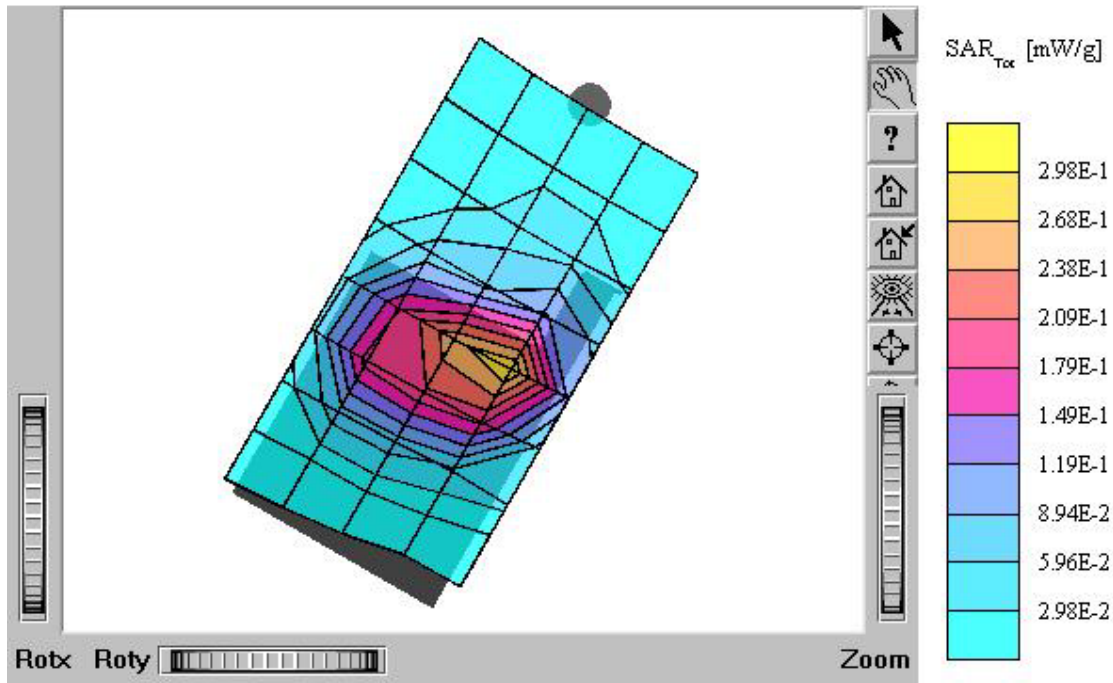 SAR_Tot [mW/g]
?
2.98E-1
2.68E-1
2.38E-1
2.09E-1
1.79E-1
1.49E-1
1.19E-1
8.94E-2
5.96E-2
2.98E-2
Rotx Roty Zoom